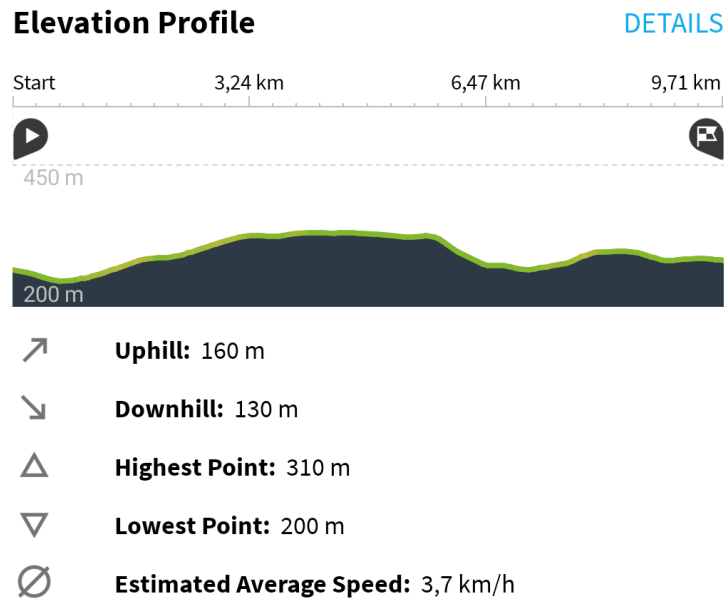 Elevation Profile DETAILS
Start 3,24 km 6,47 km 9,71 km
450 m
200 m
Uphill: 160 m
Downhill: 130 m
Highest Point: 310 m
Lowest Point: 200 m
Estimated Average Speed: 3,7 km/h